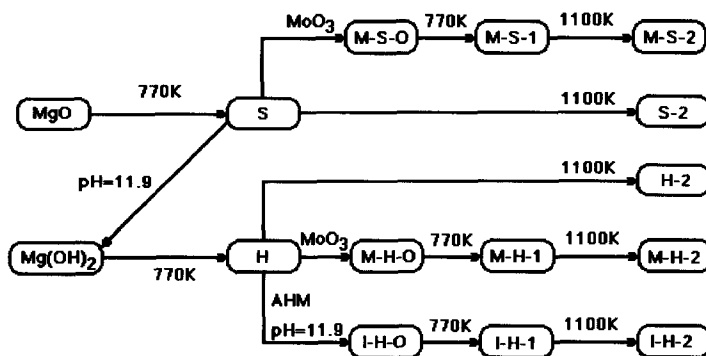 MoO₃
M-S-O
770K
M-S-1
1100K
M-S-2
MgO
770K
S
1100K
S-2
pH=11.9
1100K
H-2
Mg(OH)₂
770K
H
MoO₃
M-H-O
770K
M-H-1
1100K
M-H-2
AHM
pH=11.9
I-H-O
770K
I-H-1
1100K
I-H-2